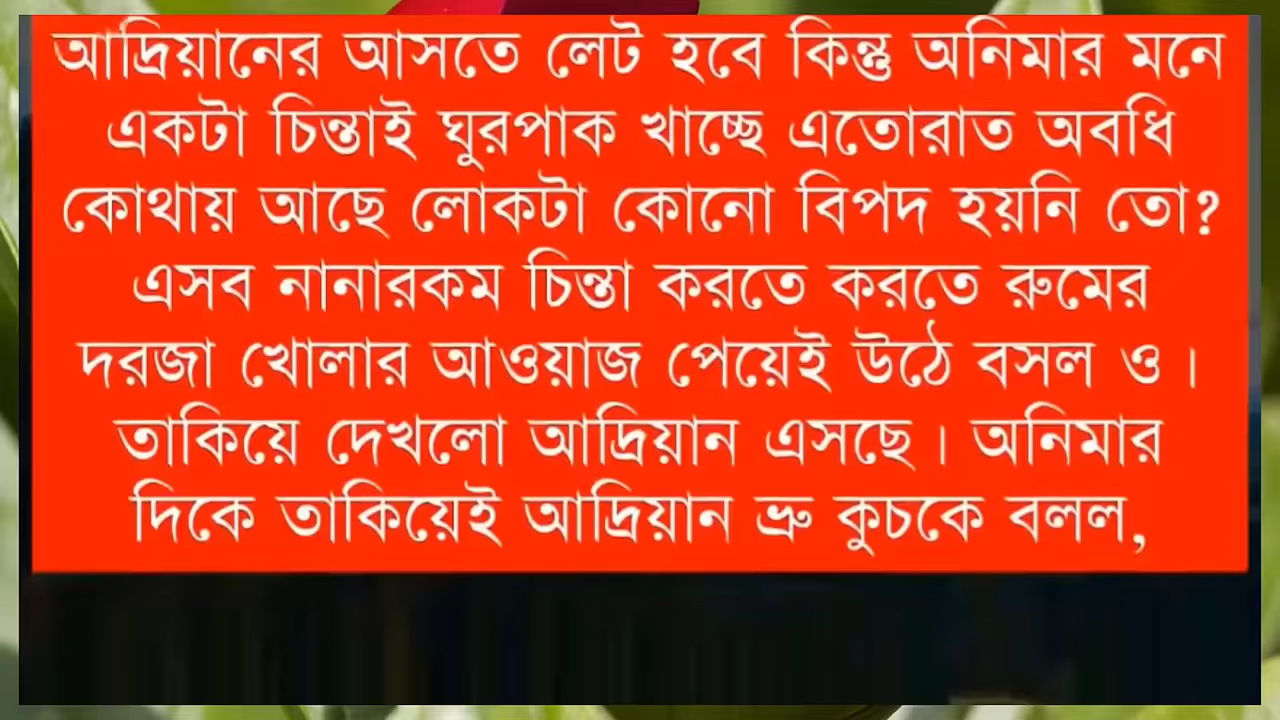 আদ্রিয়ানের আসতে লেট হবে কিন্তু অনিমার মনে
একটা চিন্তাই ঘুরপাক খাচ্ছে এতোরাত অবধি
কোথায় আছে লোকটা কোনো বিপদ হয়নি তো?
এসব নানারকম চিন্তা করতে করতে রুমের
দরজা খোলার আওয়াজ পেয়েই উঠে বসল ও।
তাকিয়ে দেখলো আদ্রিয়ান এসছে। অনিমার
দিকে তাকিয়েই আদ্রিয়ান ভ্রু কুচকে বলল,